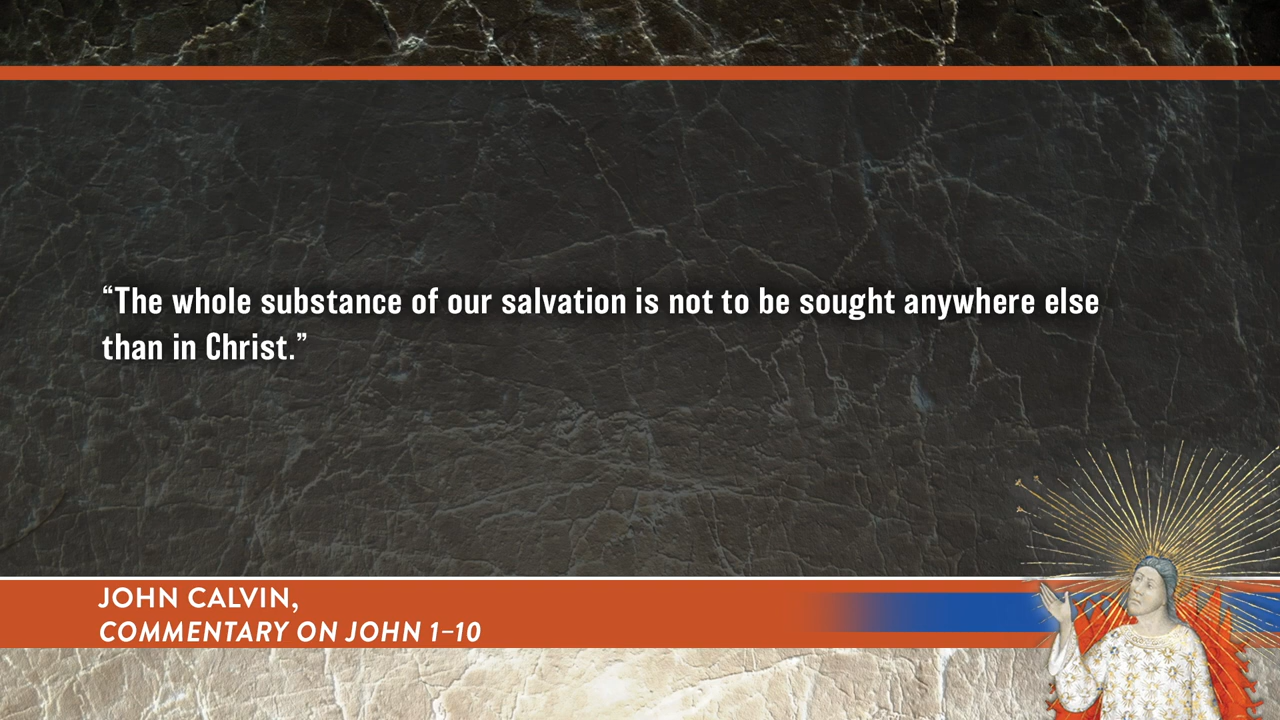 “The whole substance of our salvation is not to be sought anywhere else
than in Christ.”
JOHN CALVIN,
COMMENTARY ON JOHN 1–10